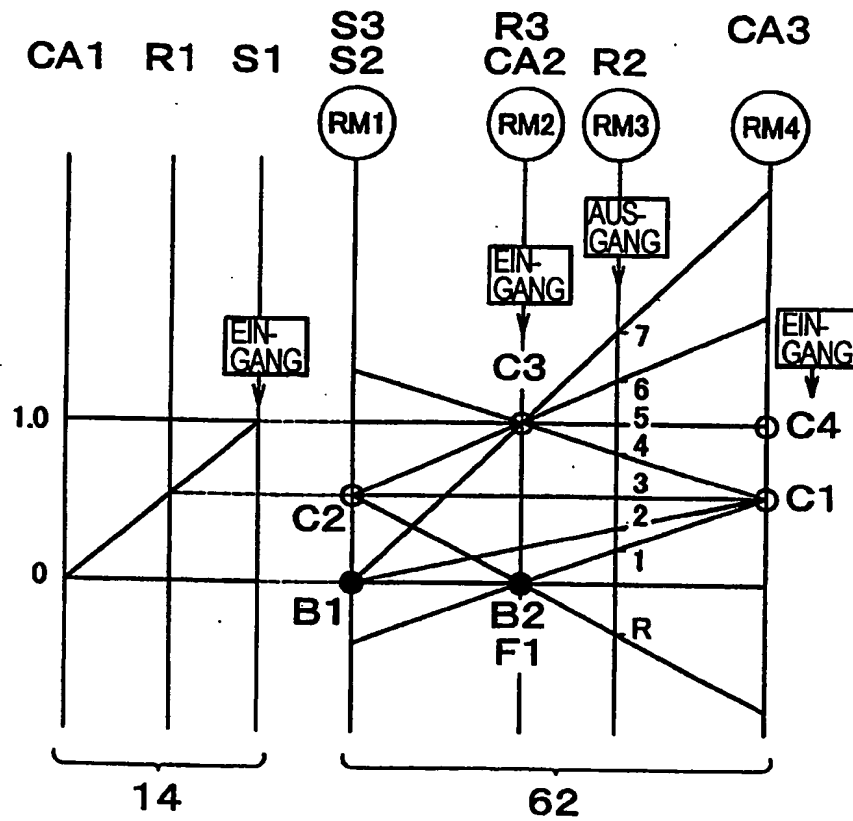 S3 R3 CA3
CA1 R1 S1 S2 CA2 R2
RM1 RM2 RM3 RM4
AUS-
GANG
EIN-
GANG
EIN-
GANG
EIN-
GANG
7
C3
6
1.0
5
C4
4
3
C1
C2
2
1
0
B1
B2
R
F1
14
62